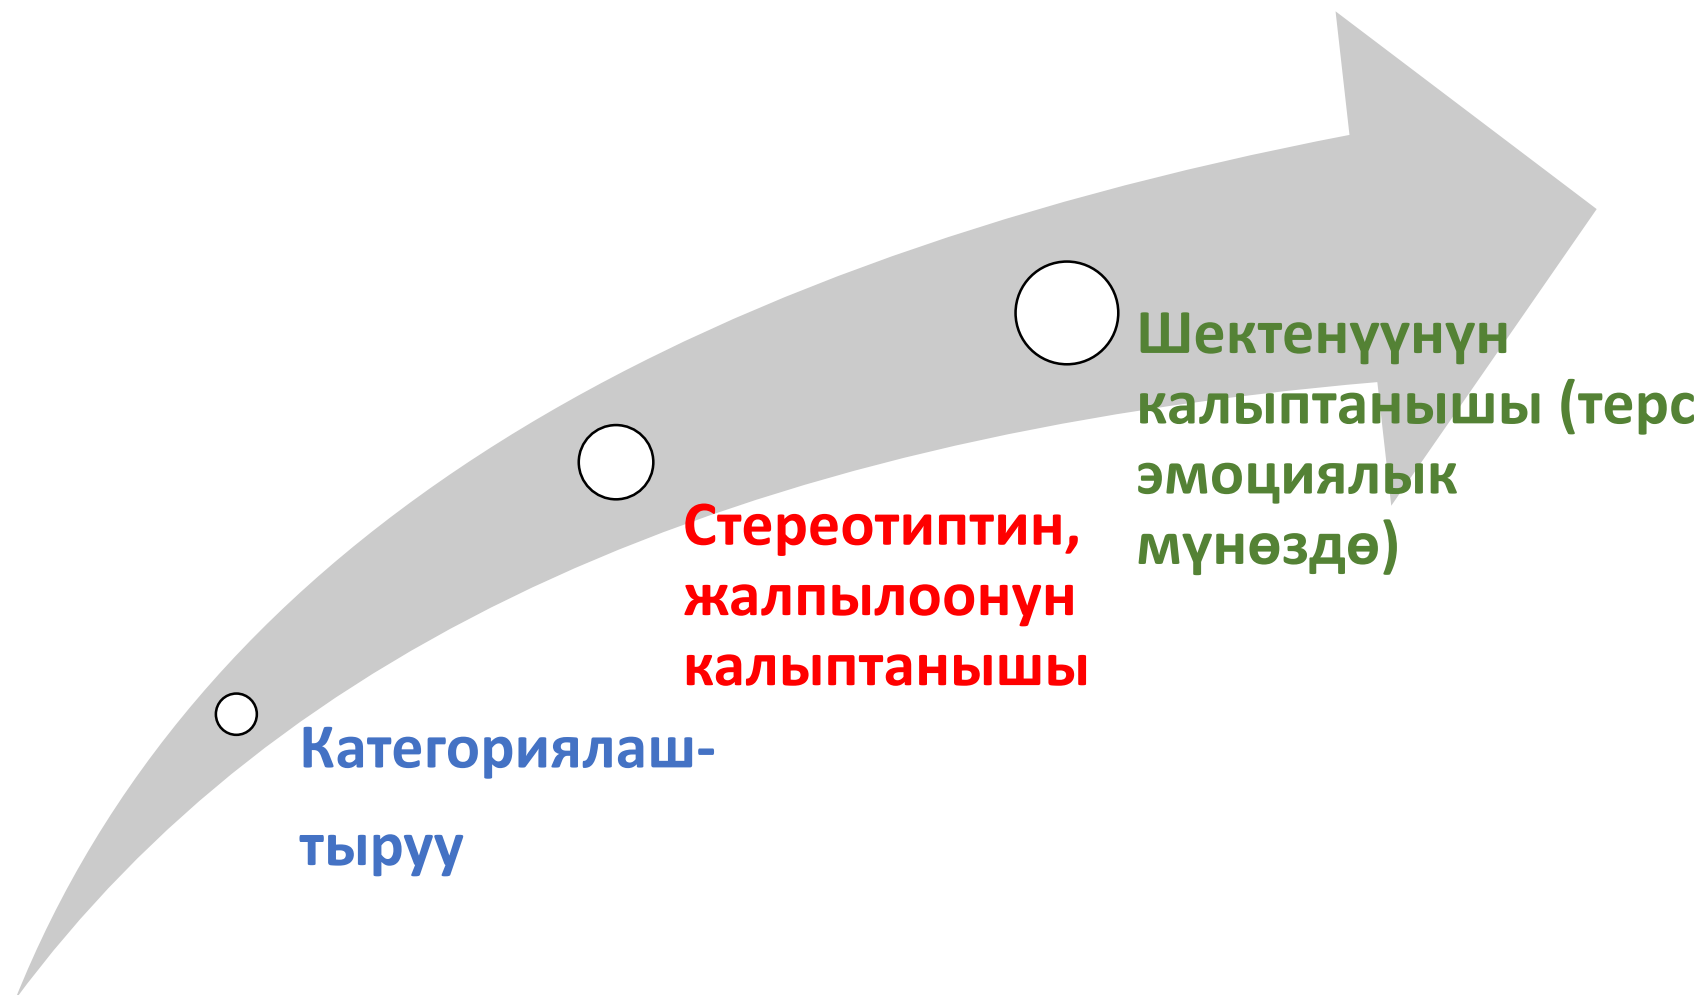 Шектенүүнүн
калыптанышы (терс
эмоциялык
мүнөздө)
Стереотиптин,
жалпылоонун
калыптанышы
Категориялаш-
тыруу